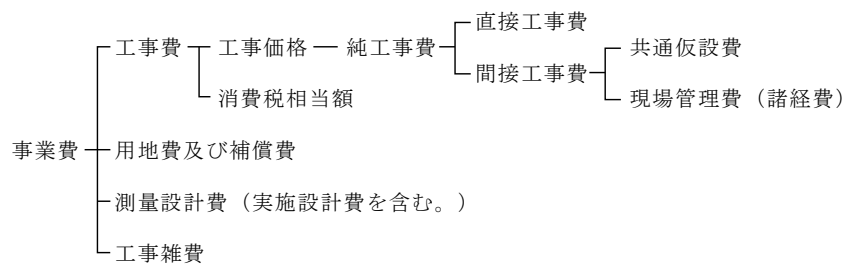 直接工事費
工事費 工事価格 純工事費 共通仮設費
間接工事費
消費税相当額 現場管理費（諸経費）
事業費 用地費及び補償費
測量設計費（実施設計費を含む。）
工事雑費